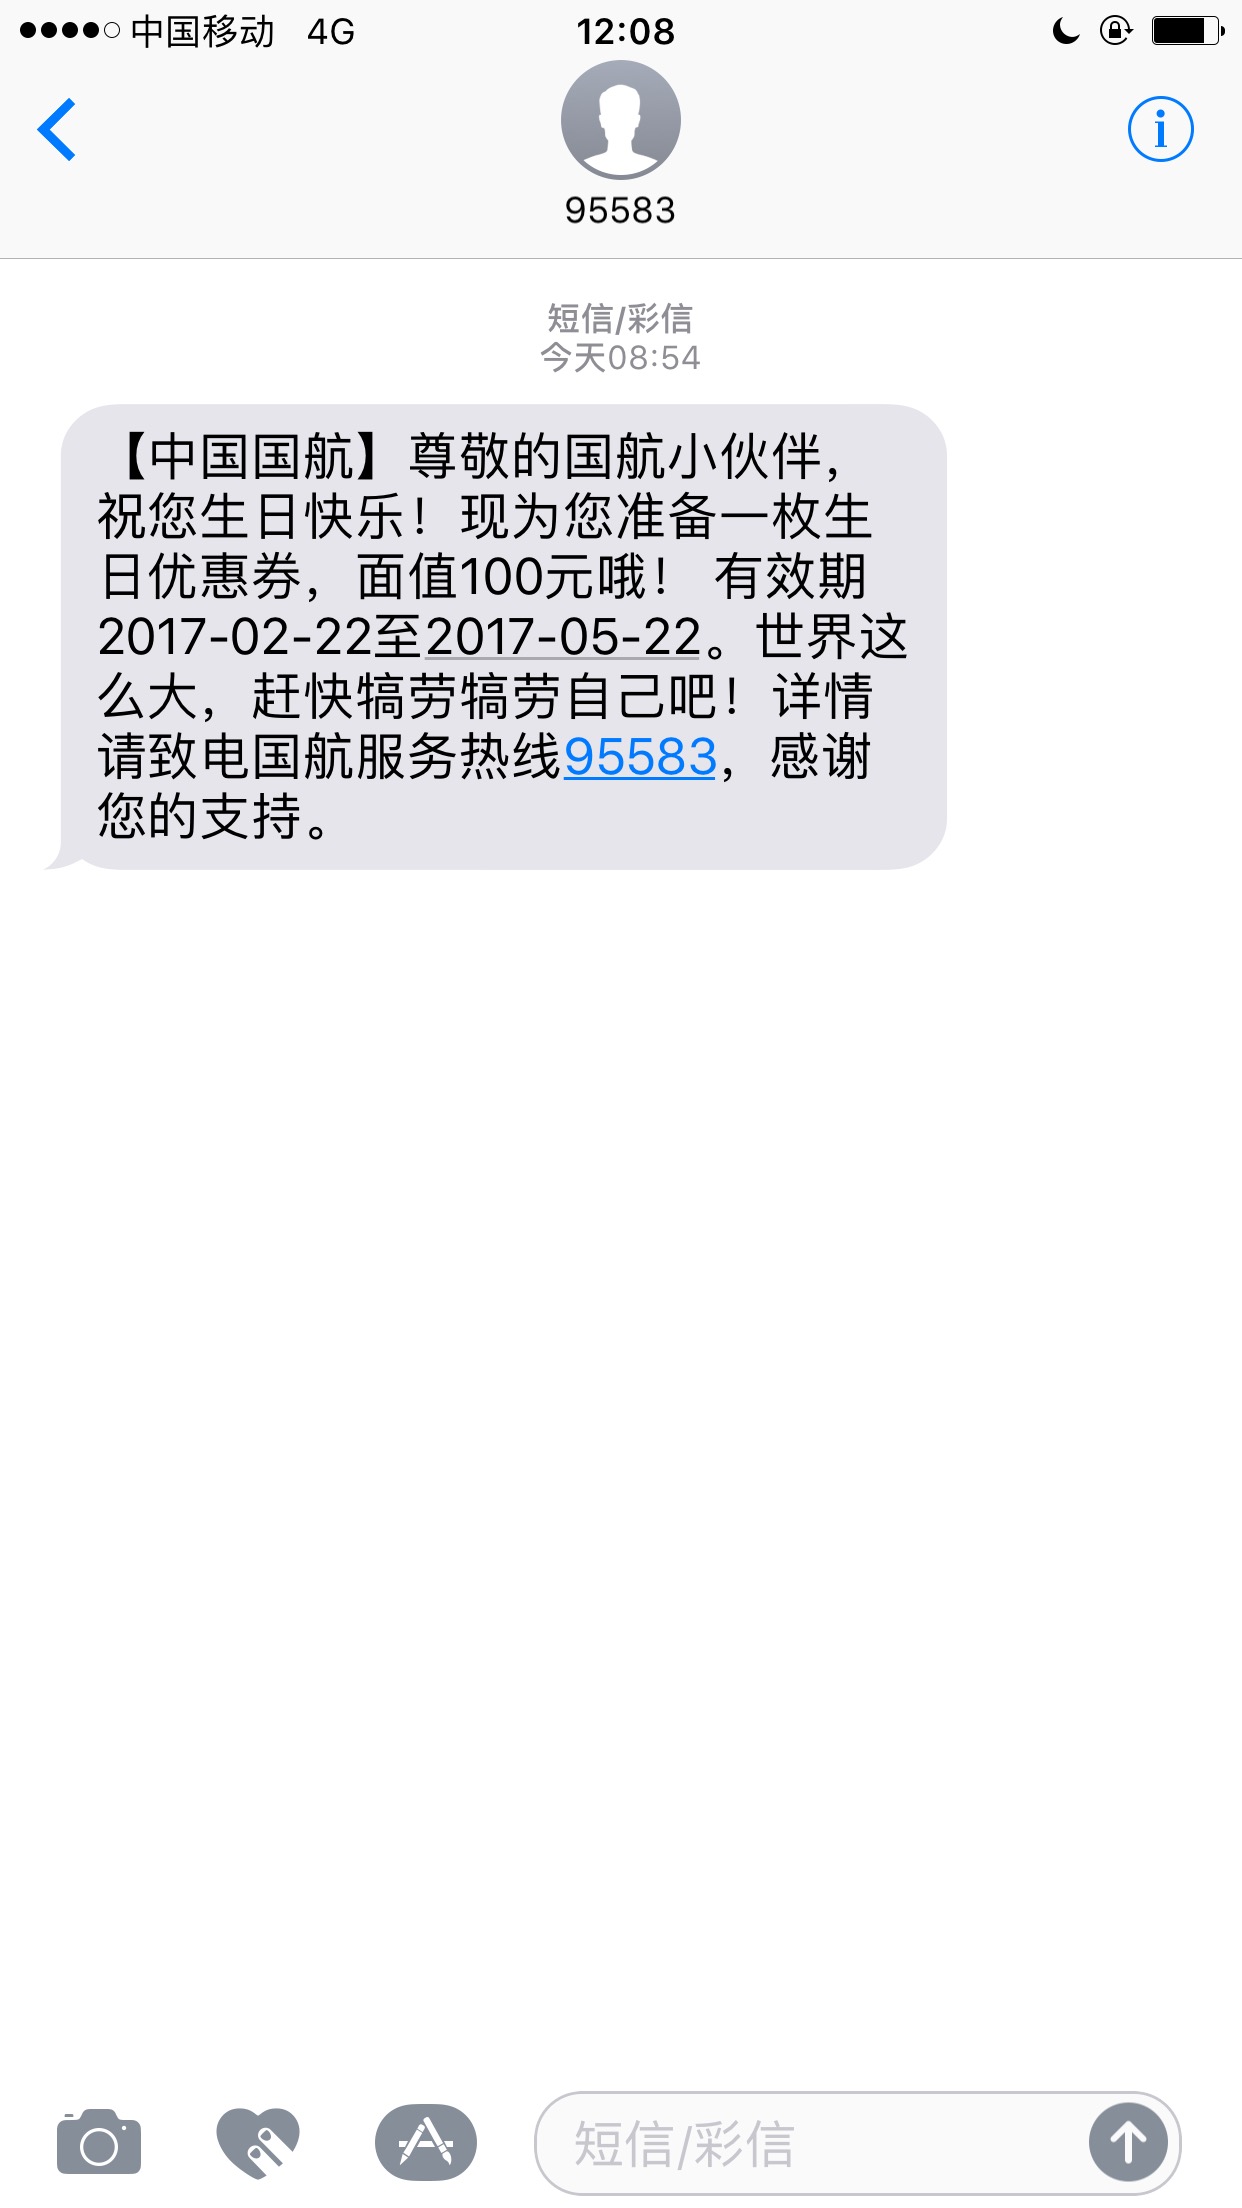 中国移动 4G 12:08
95583
短信/彩信
今天08:54
【中国国航】尊敬的国航小伙伴，
祝您生日快乐！现为您准备一枚生
日优惠券，面值100元哦！ 有效期
2017-02-22至2017-05-22。世界这
么大，赶快犒劳犒劳自己吧！详情
请致电国航服务热线95583，感谢
您的支持。
短信/彩信